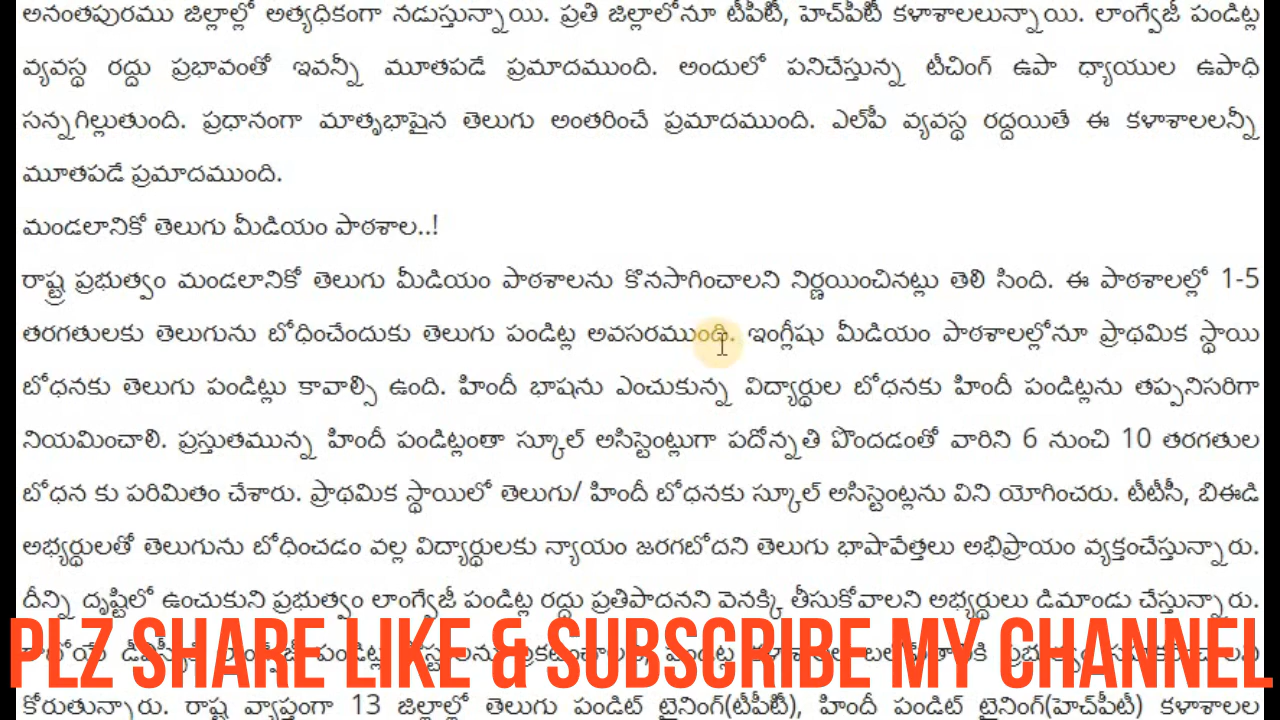 అనంతపురము జిల్లాల్లో అత్యధికంగా నడుస్తున్నాయి. ప్రతి జిల్లాలోనూ టీపీటీ, హెచ్‌పీటీ కళాశాలలున్నాయి. లాంగ్వేజీ పండిట్ల
వ్యవస్థ రద్దు ప్రభావంతో ఇవన్నీ మూతపడే ప్రమాదముంది. అందులో పనిచేస్తున్న టీచింగ్ ఉపా ధ్యాయుల ఉపాధి
సన్నగిల్లుతుంది. ప్రధానంగా మాతృభాషైన తెలుగు అంతరించే ప్రమాదముంది. ఎల్‌పీ వ్యవస్థ రద్దయితే ఈ కళాశాలలన్నీ
మూతపడే ప్రమాదముంది.
మండలానికో తెలుగు మీడియం పాఠశాల..!
రాష్ట్ర ప్రభుత్వం మండలానికో తెలుగు మీడియం పాఠశాలను కొనసాగించాలని నిర్ణయించినట్లు తెలి సింది. ఈ పాఠశాలల్లో 1-5
తరగతులకు తెలుగును బోధించేందుకు తెలుగు పండిట్ల అవసరముంది. ఇంగ్లీషు మీడియం పాఠశాలల్లోనూ ప్రాథమిక స్థాయి
బోధనకు తెలుగు పండిట్లు కావాల్సి ఉంది. హిందీ భాషను ఎంచుకున్న విద్యార్థుల బోధనకు హిందీ పండిట్లను తప్పనిసరిగా
నియమించాలి. ప్రస్తుతమున్న హిందీ పండిట్లంతా స్కూల్ అసిస్టెంట్లుగా పదోన్నతి పొందడంతో వారిని 6 నుంచి 10 తరగతుల
బోధన కు పరిమితం చేశారు. ప్రాథమిక స్థాయిలో తెలుగు/ హిందీ బోధనకు స్కూల్ అసిస్టెంట్లను విని యోగించరు. టీటీసీ, బిఈడి
అభ్యర్థులతో తెలుగును బోధించడం వల్ల విద్యార్థులకు న్యాయం జరగబోదని తెలుగు భాషావేత్తలు అభిప్రాయం వ్యక్తంచేస్తున్నారు.
దీన్ని దృష్టిలో ఉంచుకుని ప్రభుత్వం లాంగ్వేజీ పండిట్ల రద్దు ప్రతిపాదనని వెనక్కి తీసుకోవాలని అభ్యర్థులు డిమాండు చేస్తున్నారు.
PLZ SHARE LIKE & SUBSCRIBE MY CHANNEL
కోరుతున్నారు. రాష్ట్ర వ్యాప్తంగా 13 జిల్లాల్లో తెలుగు పండిట్ ట్రైనింగ్(టీపీటీ), హిందీ పండిట్ ట్రైనింగ్(హెచ్‌పీటీ) కళాశాలల